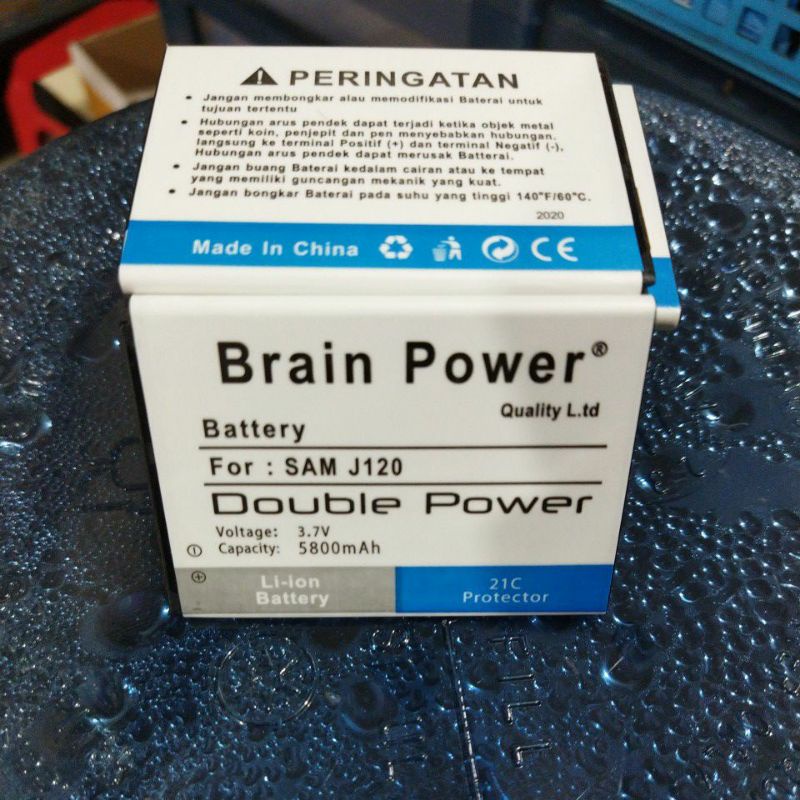 PERINGATAN
• Jangan membongkar alau memodifikasi Baterai untuk
tujuan tertentu
• Hubungan arus pendek dapat terjadi ketika objek metal
seperti koin, penjepit dan pen menyebabkan hubungan.
langsung ke terminal Positif (+) dan terminal Negatif (-),
Hubungan arus pendek dapat merusak Batterai.
• Jangan buang Baterai kedalam cairan atau ke tempat
yang memiliki guncangan mekanik yang kuat.
• Jangan bongkar Baterai pada suhu yang tinggi 140°F/60°C.
2020
Made In China CE
Brain Power®
Quality L.td
Battery
For : SAM J120
Double Power
Voltage: 3.7V
Capacity: 5800mAh
Li-ion
Battery
21C
Protector
FILL